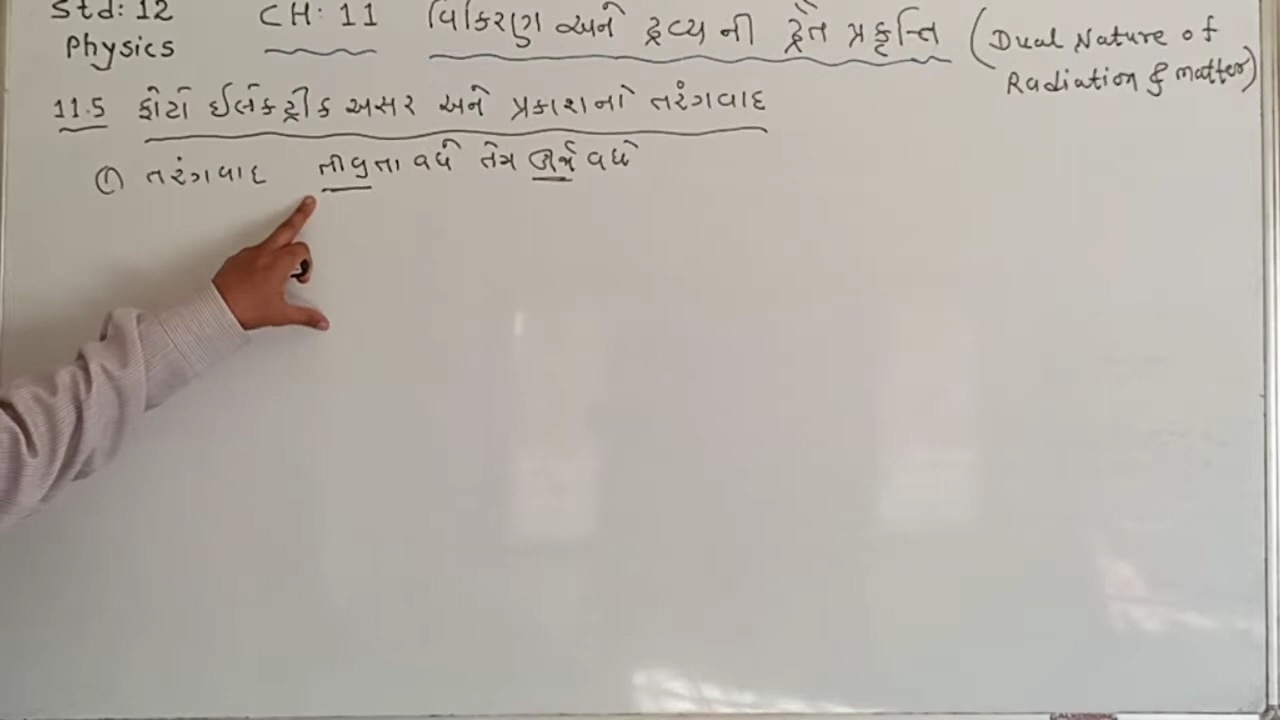 Std: 12 CH: 11 વિકિરણ અને દ્રવ્ય ની દ્વૈત પ્રકૃત્તિ (Dual Nature of
Physics Radiation & matter)
11.5 ફોટો ઈલેક્ટ્રીક અસર અને પ્રકાશનો તરંગવાદ
① તરંગવાદ તીવ્રતા વધે તેમ ઊર્જા વધે